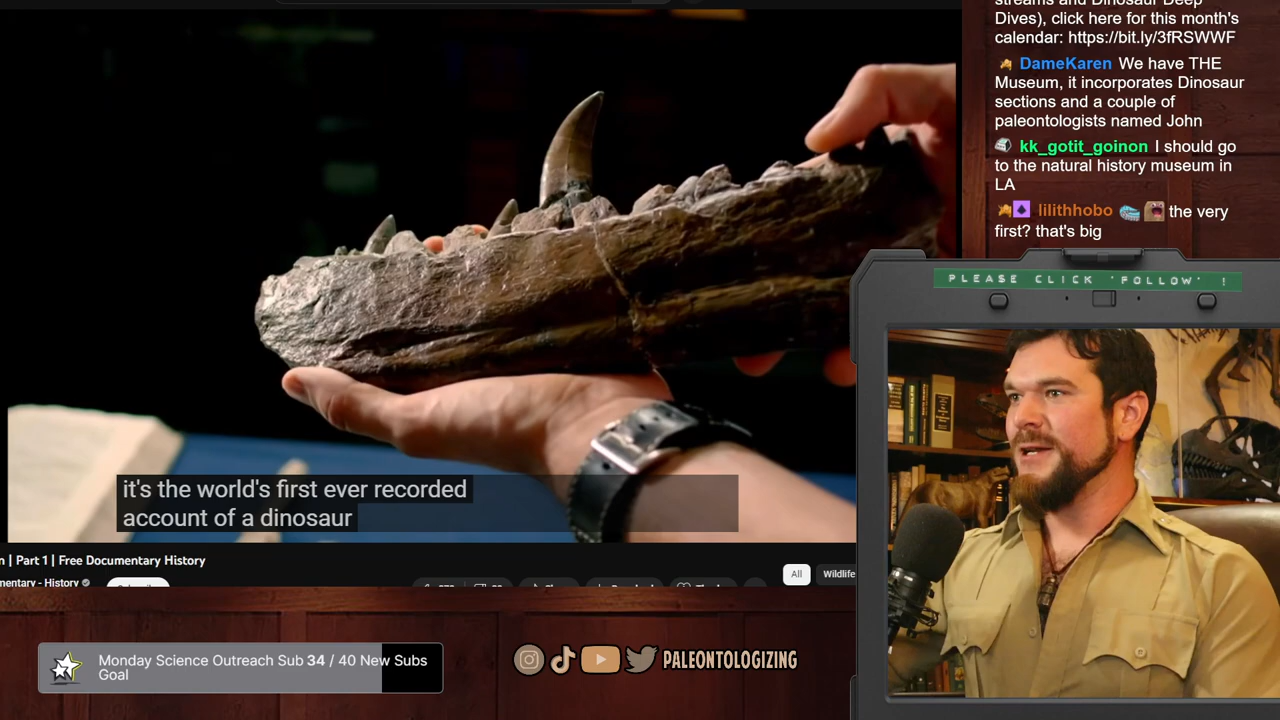 streams and Dinosaur Deep
Dives), click here for this month's
calendar: https://bit.ly/3fRSWWF
DameKaren We have THE
Museum, it incorporates Dinosaur
sections and a couple of
paleontologists named John
kk_gotit_goinon I should go
to the natural history museum in
LA
lilithhobo the very
first? that's big
PLEASE CLICK 'FOLLOW' !
it's the world's first ever recorded
account of a dinosaur
| Part 1 | Free Documentary History
- History
All
Wildlife
Monday Science Outreach Sub 34 / 40 New Subs
Goal
PALEONTOLOGIZING